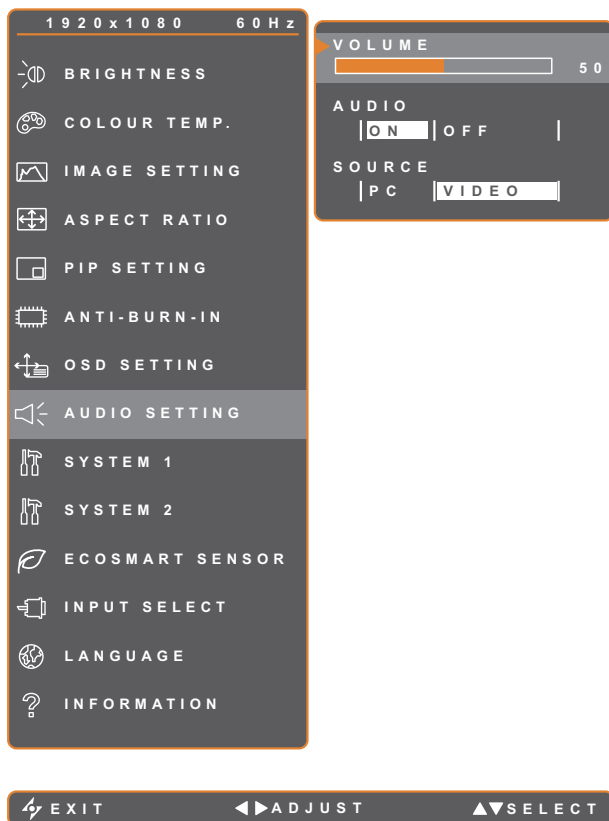 1920x1080 60Hz
BRIGHTNESS
COLOUR TEMP.
IMAGE SETTING
ASPECT RATIO
PIP SETTING
ANTI-BURN-IN
OSD SETTING
AUDIO SETTING
SYSTEM 1
SYSTEM 2
ECOSMART SENSOR
INPUT SELECT
LANGUAGE
INFORMATION
VOLUME
50
AUDIO
ON OFF
SOURCE
PC VIDEO
EXIT ADJUST SELECT